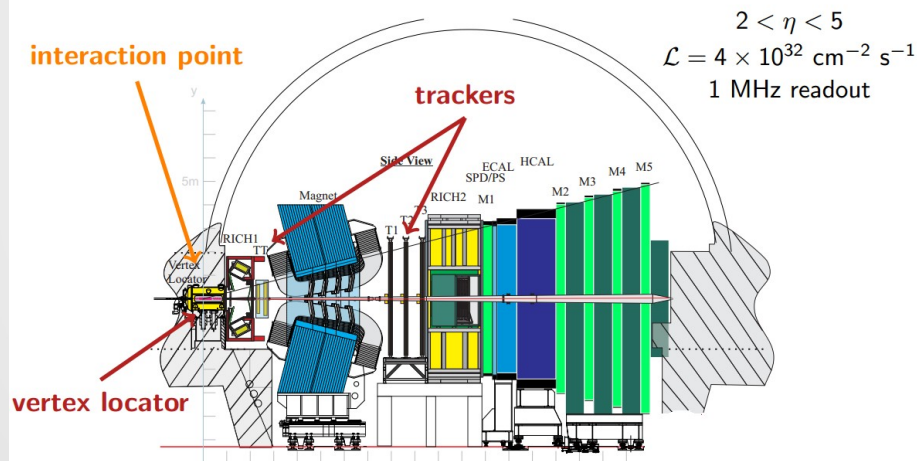 2 < η < 5
ℒ = 4 × 10³² cm⁻² s⁻¹
1 MHz readout
interaction point
trackers
y
5m
Side View
ECAL HCAL
SPD/PS
M1
M2
M3
M4
M5
Magnet
RICH2
T1
T2
T3
RICH1
TT
Vertex
Locator
vertex locator